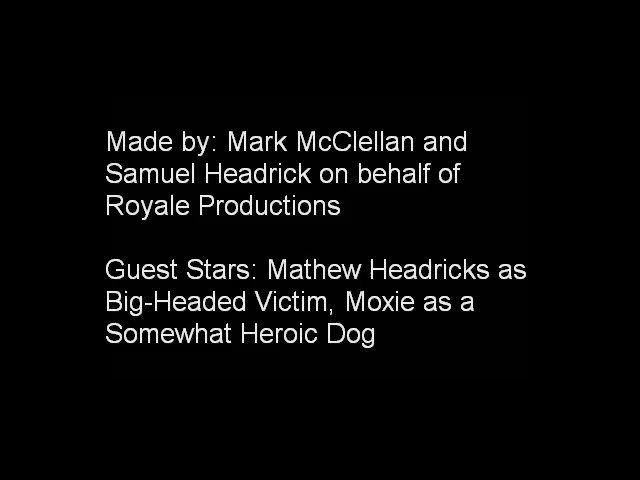 Made by: Mark McClellan and
Samuel Headrick on behalf of
Royale Productions
Guest Stars: Mathew Headricks as
Big-Headed Victim, Moxie as a
Somewhat Heroic Dog